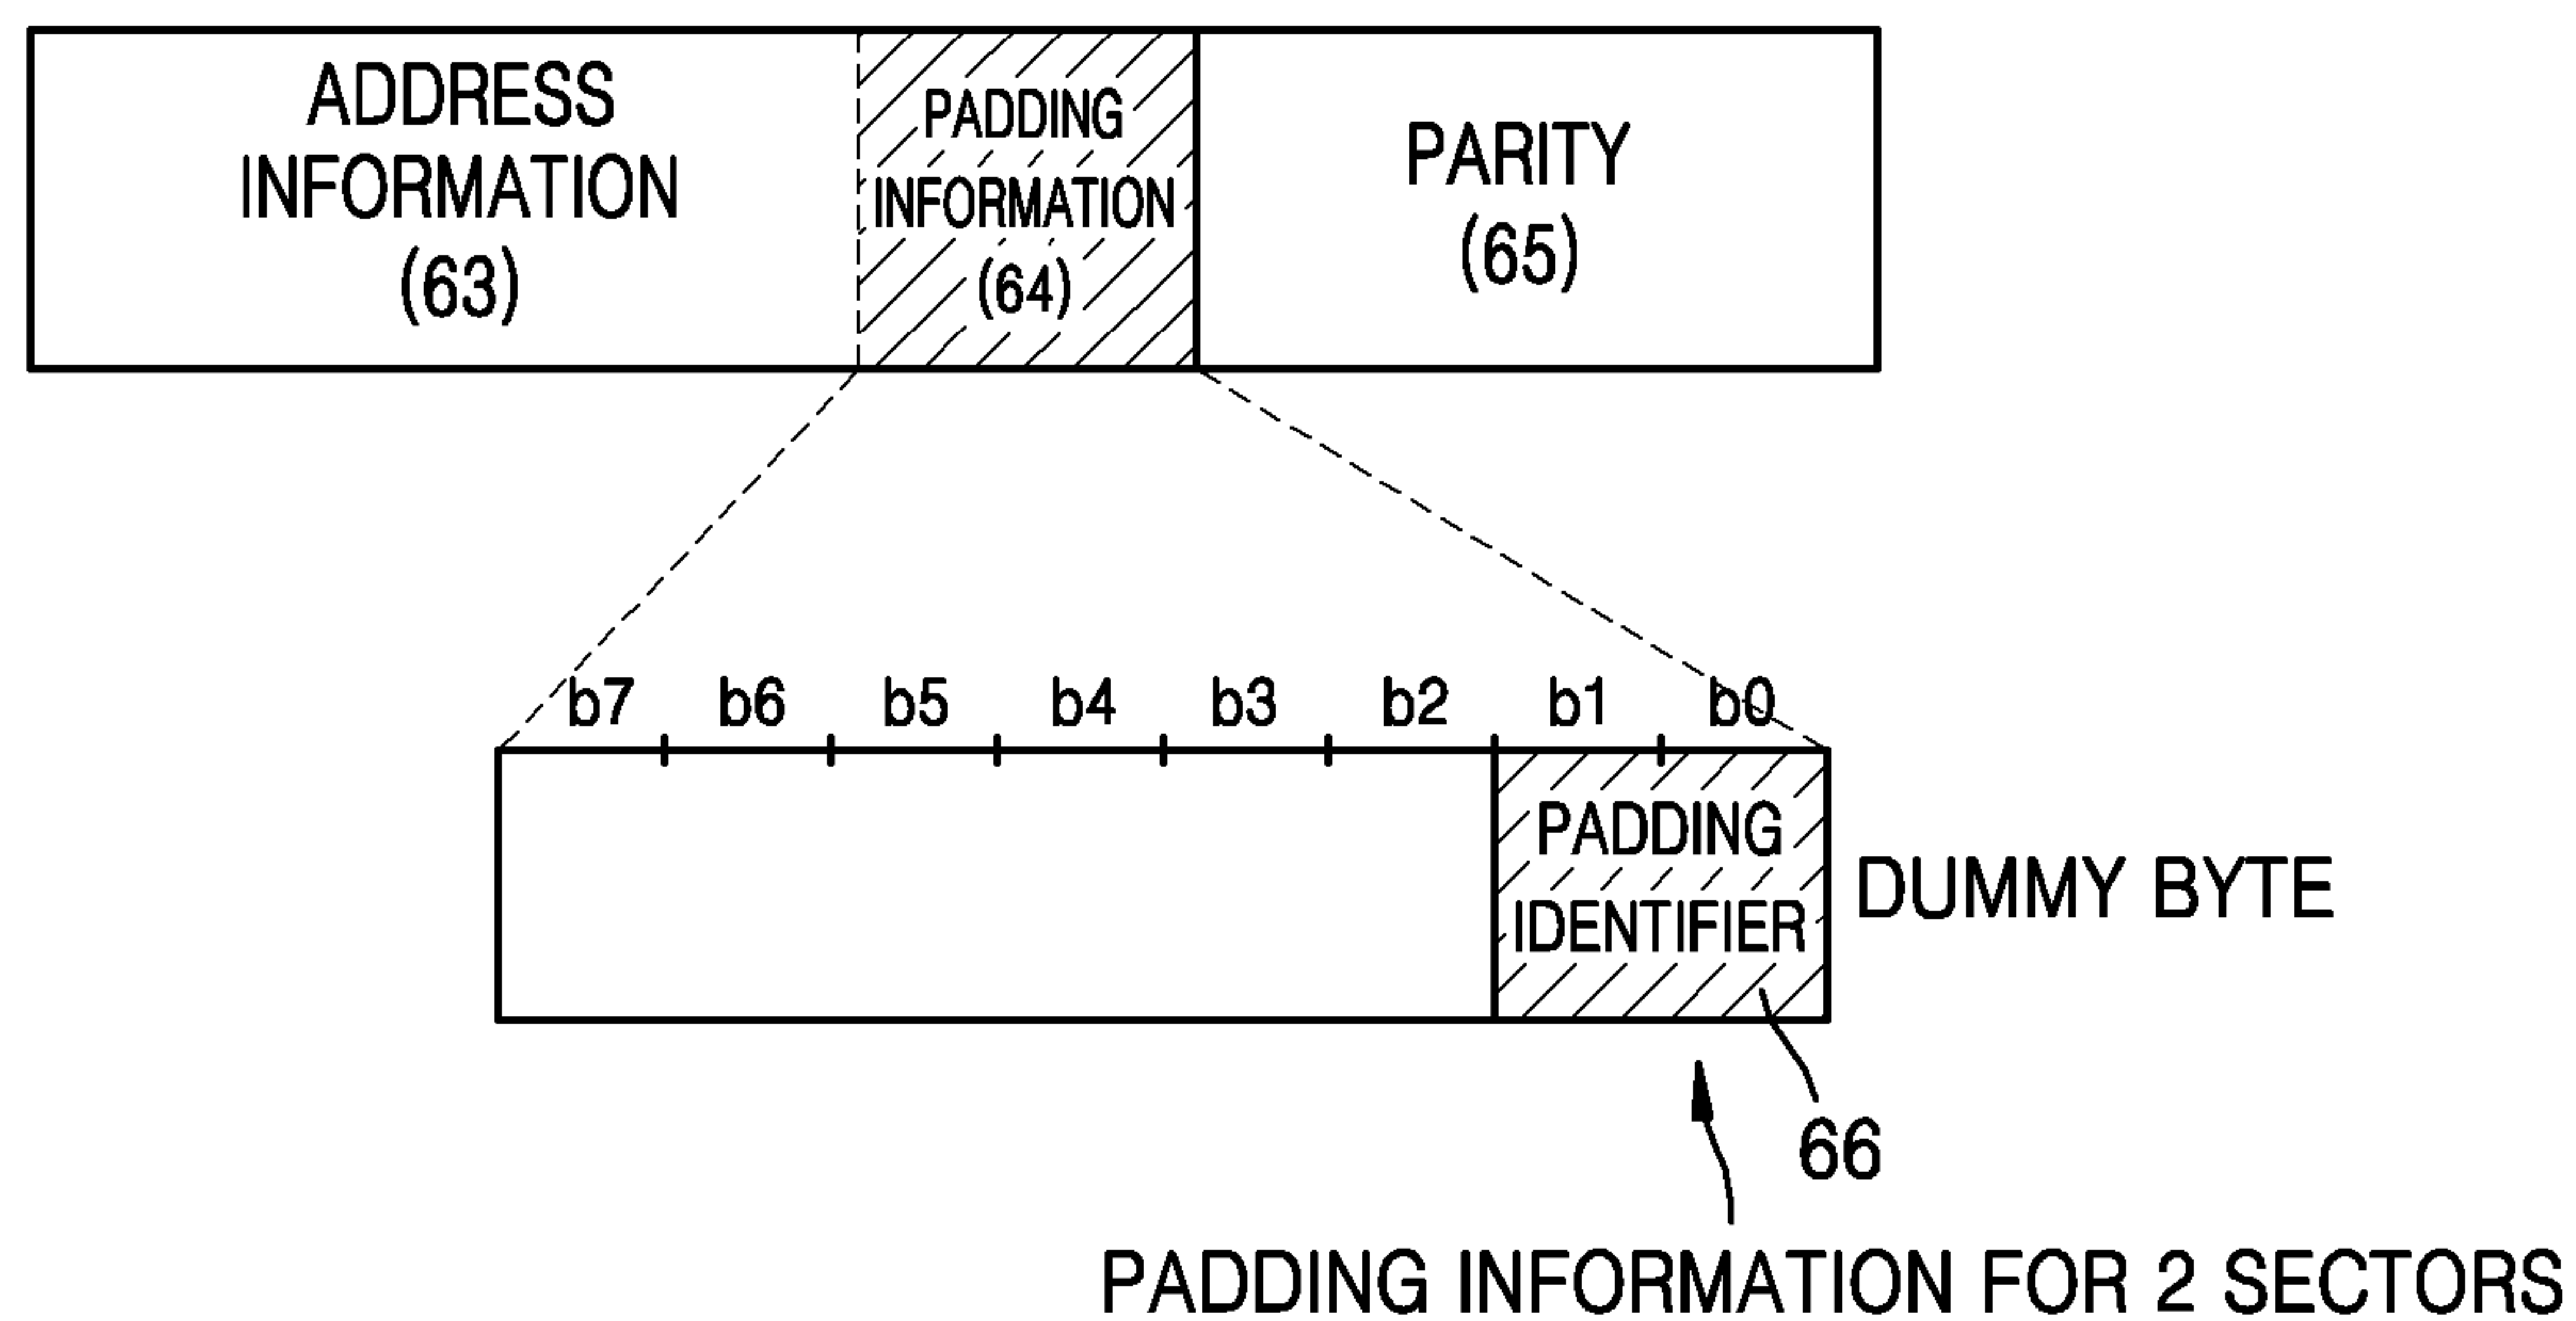 ADDRESS
INFORMATION
(63)
PADDING
INFORMATION
(64)
PARITY
(65)
b7 b6 b5 b4 b3 b2 b1 b0
PADDING
IDENTIFIER
DUMMY BYTE
66
PADDING INFORMATION FOR 2 SECTORS